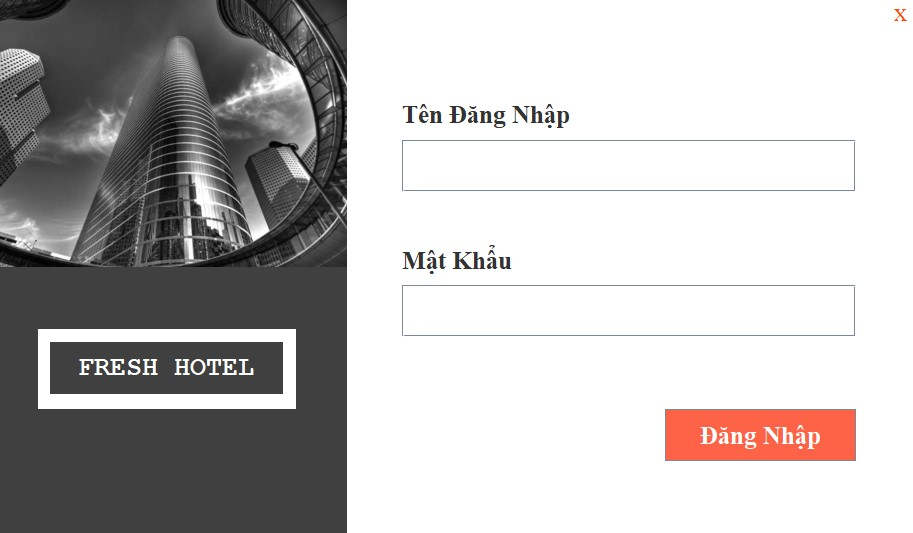 X
Tên Đăng Nhập
Mật Khẩu
FRESH HOTEL
Đăng Nhập